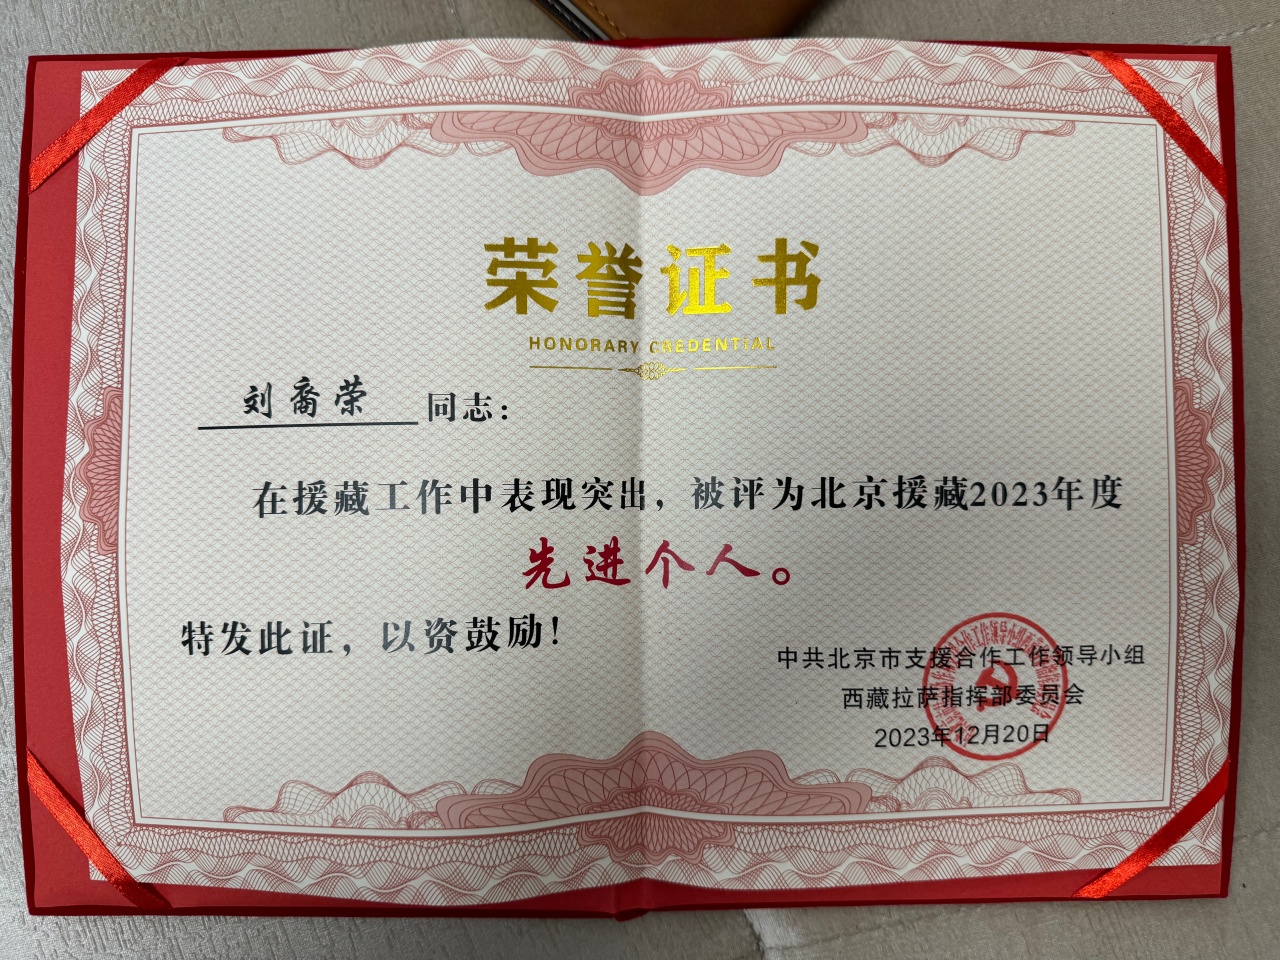 荣誉证书
HONORARY CREDENTIAL
刘裔荣 同志：
在援藏工作中表现突出，被评为北京援藏2023年度
先进个人。
特发此证，以资鼓励！
中共北京市支援合作工作领导小组
西藏拉萨指挥部委员会
2023年12月20日